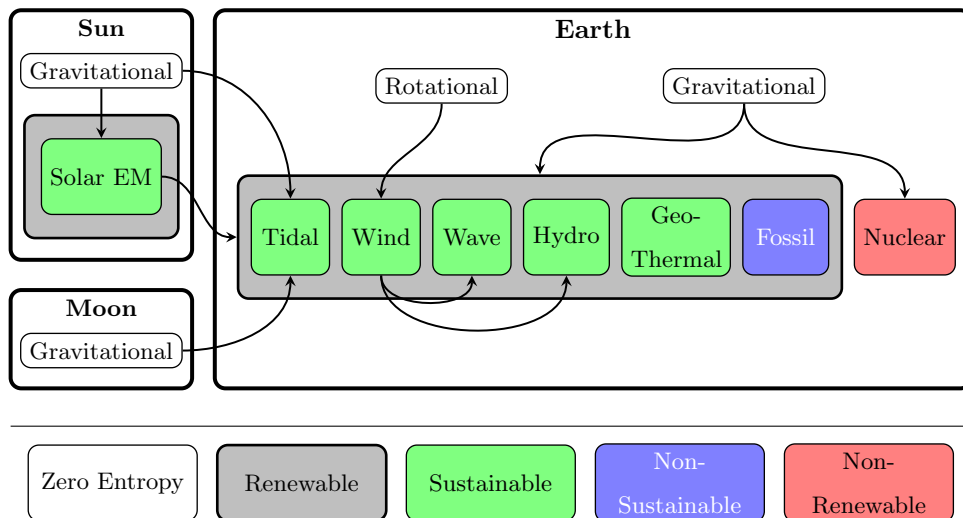 Sun
Earth
Gravitational
Rotational
Gravitational
Solar EM
Tidal
Wind
Wave
Hydro
Geo-
Thermal
Fossil
Nuclear
Moon
Gravitational
Zero Entropy
Renewable
Sustainable
Non-
Sustainable
Non-
Renewable